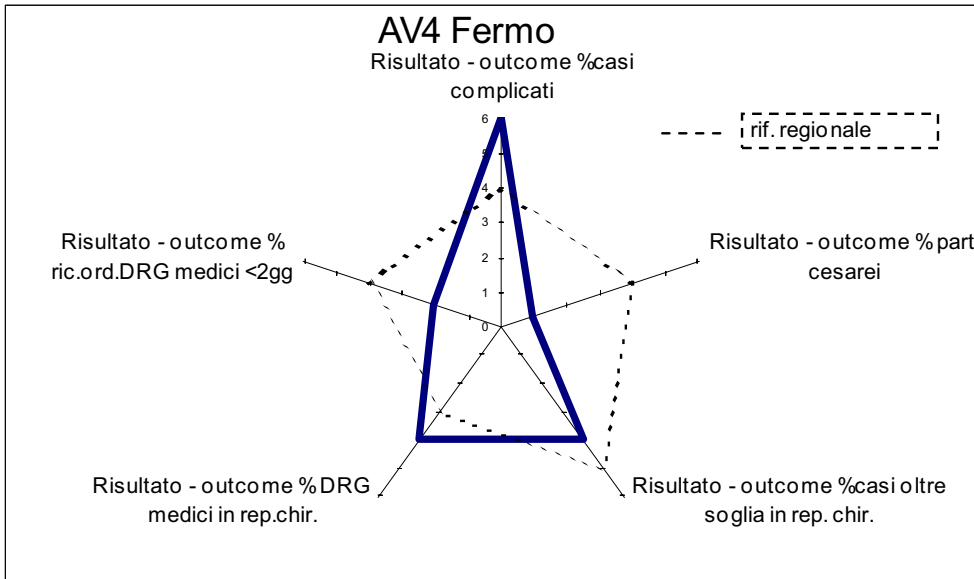 AV4 Fermo
Risultato - outcome %casi
complicati
rif. regionale
6
5
4
3
2
1
0
Risultato - outcome %
ric.ord.DRG medici <2gg
Risultato - outcome % part
cesarei
Risultato - outcome % DRG
medici in rep.chir.
Risultato - outcome %casi oltre
soglia in rep. chir.